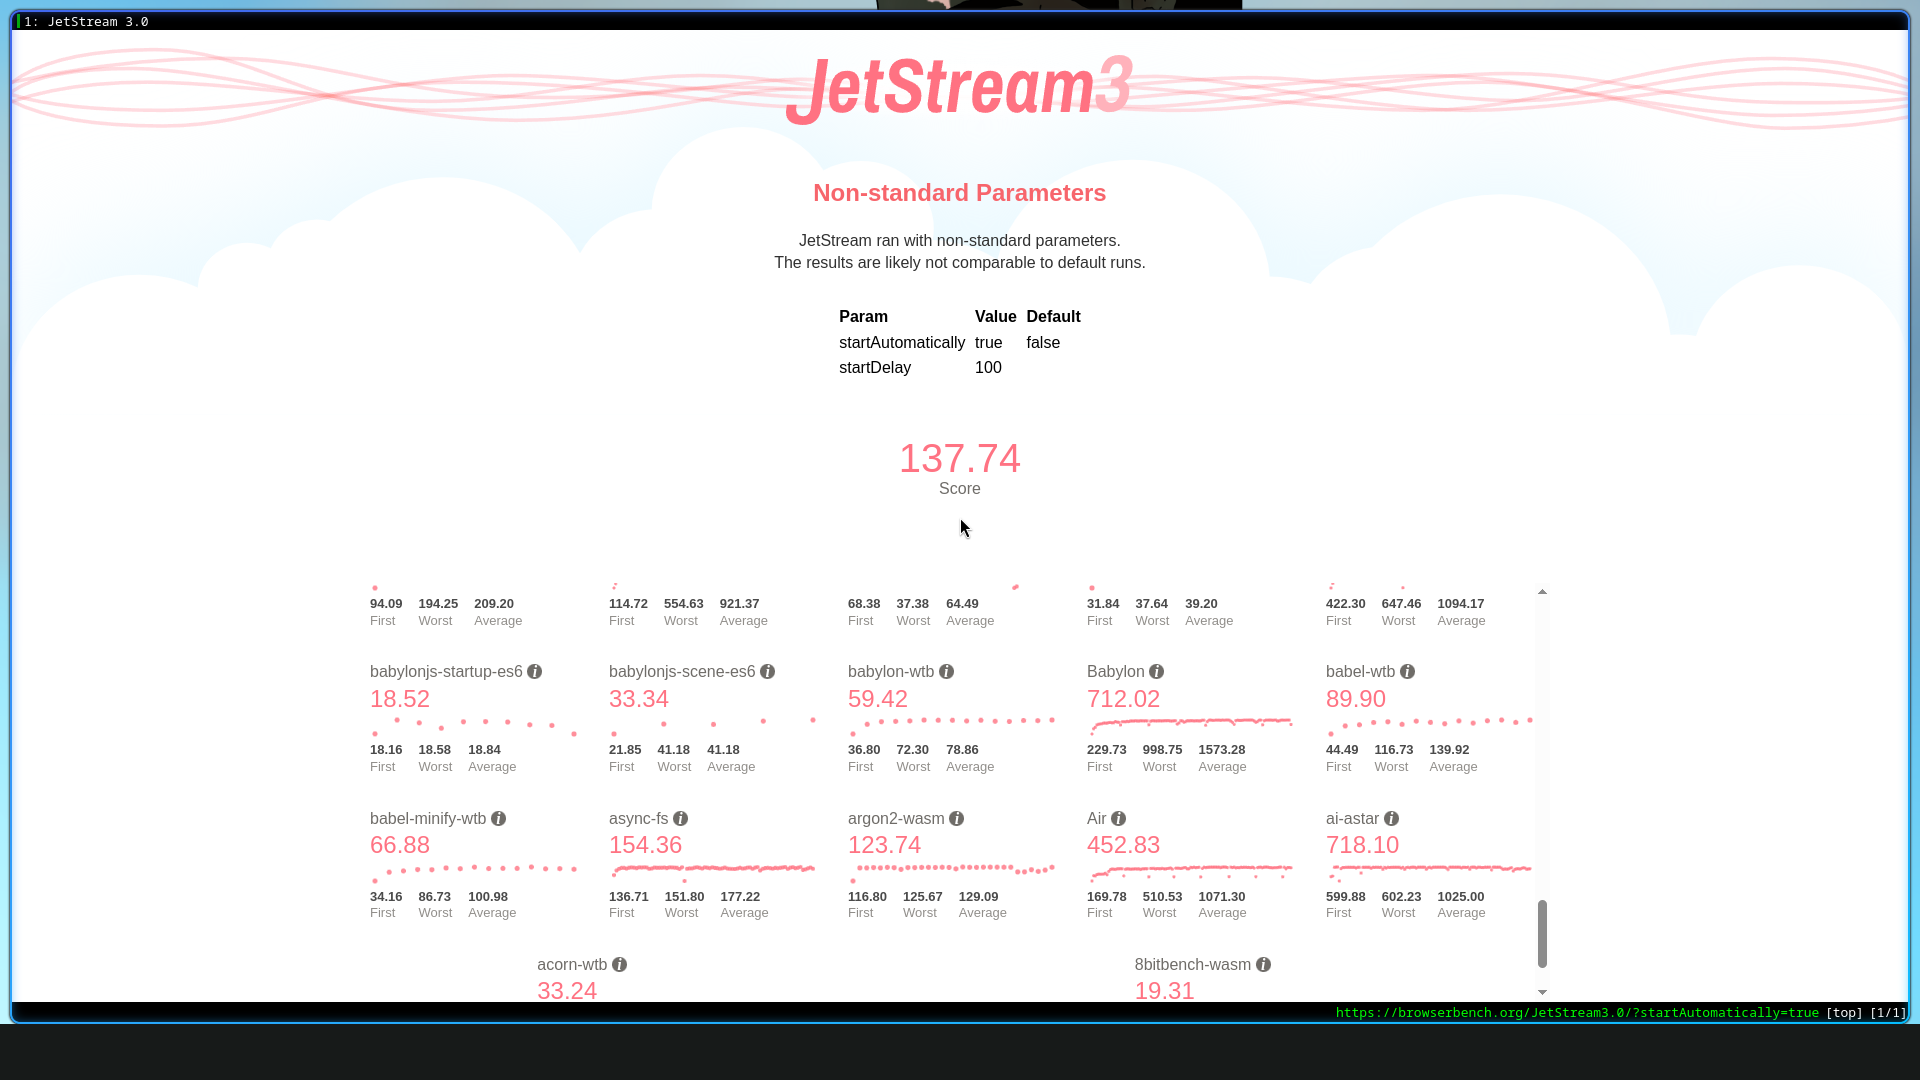 1: JetStream 3.0
JetStream3
Non-standard Parameters
JetStream ran with non-standard parameters.
The results are likely not comparable to default runs.
Param Value Default
startAutomatically true false
startDelay 100
137.74
Score
94.09 194.25 209.20 114.72 554.63 921.37 68.38 37.38 64.49 31.84 37.64 39.20 422.30 647.46 1094.17
First Worst Average First Worst Average First Worst Average First Worst Average First Worst Average
babylonjs-startup-es6 i babylonjs-scene-es6 i babylon-wtb i Babylon i babel-wtb i
18.52 33.34 59.42 712.02 89.90
18.16 18.58 18.84 21.85 41.18 41.18 36.80 72.30 78.86 229.73 998.75 1573.28 44.49 116.73 139.92
First Worst Average First Worst Average First Worst Average First Worst Average First Worst Average
babel-minify-wtb i async-fs i argon2-wasm i Air i ai-astar i
66.88 154.36 123.74 452.83 718.10
34.16 86.73 100.98 136.71 151.80 177.22 116.80 125.67 129.09 169.78 510.53 1071.30 599.88 602.23 1025.00
First Worst Average First Worst Average First Worst Average First Worst Average First Worst Average
acorn-wtb i 8bitbench-wasm i
33.24 19.31
https://browserbench.org/JetStream3.0/?startAutomatically=true [top] [1/1]